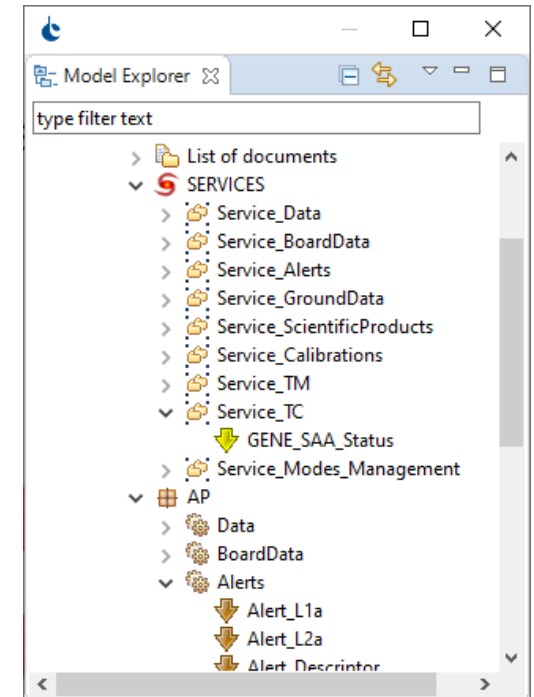 Model Explorer
type filter text
List of documents
SERVICES
Service_Data
Service_BoardData
Service_Alerts
Service_GroundData
Service_ScientificProducts
Service_Calibrations
Service_TM
Service_TC
GENE_SAA_Status
Service_Modes_Management
AP
Data
BoardData
Alerts
Alert_L1a
Alert_L2a
Alert_Descriptor